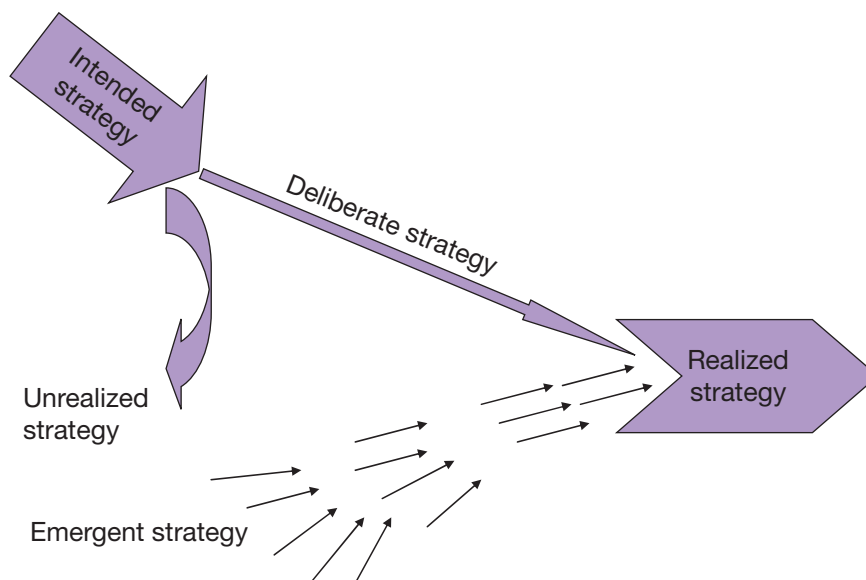 Intended
strategy
Deliberate strategy
Realized
strategy
Unrealized
strategy
Emergent strategy